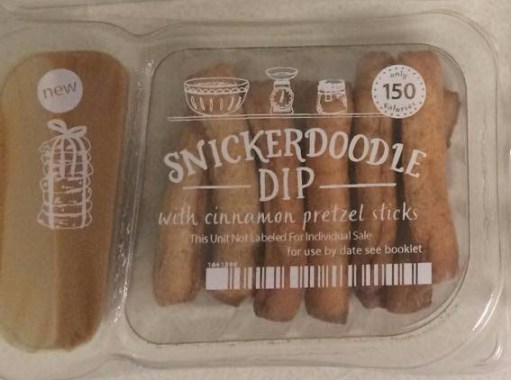 new
only
150
calories
SNICKERDOODLE
DIP
with cinnamon pretzel sticks
This Unit Not Labeled For Individual Sale
for use by date see booklet